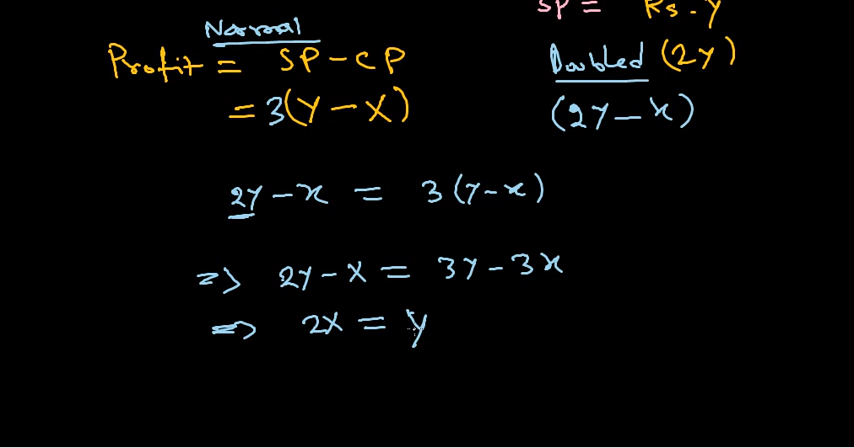 SP = Rs. Y
Normal
Profit = SP - CP
Doubled (2Y)
= 3(Y - X)
(2Y - x)
2y - x = 3(y - x)
=> 2y - x = 3y - 3x
=> 2x = y